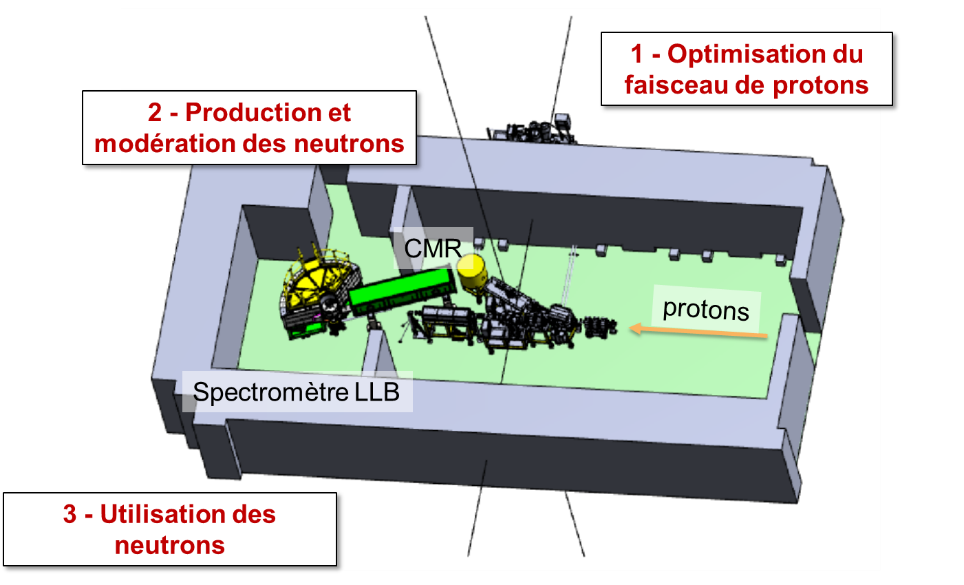 1 - Optimisation du
faisceau de protons
2 - Production et
modération des neutrons
CMR
protons
Spectromètre LLB
3 - Utilisation des
neutrons